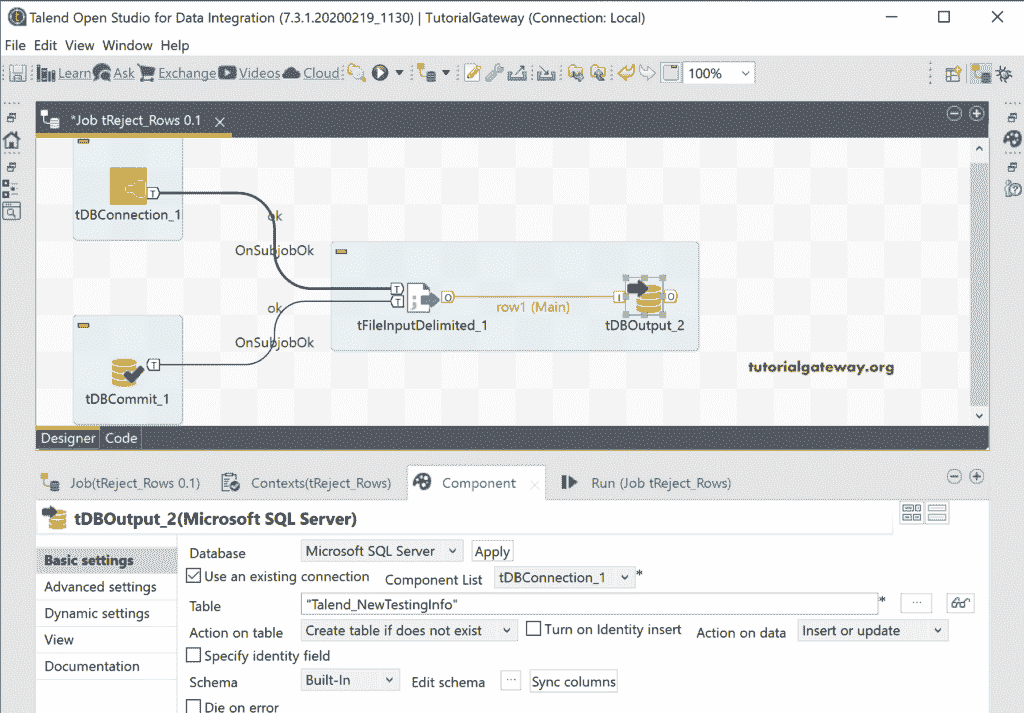 Talend Open Studio for Data Integration (7.3.1.20200219_1130) | TutorialGateway (Connection: Local)
File Edit View Window Help
Learn Ask Exchange Videos Cloud 100%
*Job tReject_Rows 0.1
tDBConnection_1
ok
OnSubjobOk
ok
row1 (Main)
tFileInputDelimited_1
tDBOutput_2
OnSubjobOk
tutorialgateway.org
tDBCommit_1
Designer Code
Job(tReject_Rows 0.1) Contexts(tReject_Rows) Component Run (Job tReject_Rows)
tDBOutput_2(Microsoft SQL Server)
Basic settings
Advanced settings
Dynamic settings
View
Documentation
Database Microsoft SQL Server Apply
Use an existing connection Component List tDBConnection_1 *
Table "Talend_NewTestingInfo" * ...
Action on table Create table if does not exist Turn on Identity insert Action on data Insert or update
Specify identity field
Schema Built-In Edit schema ... Sync columns
Die on error